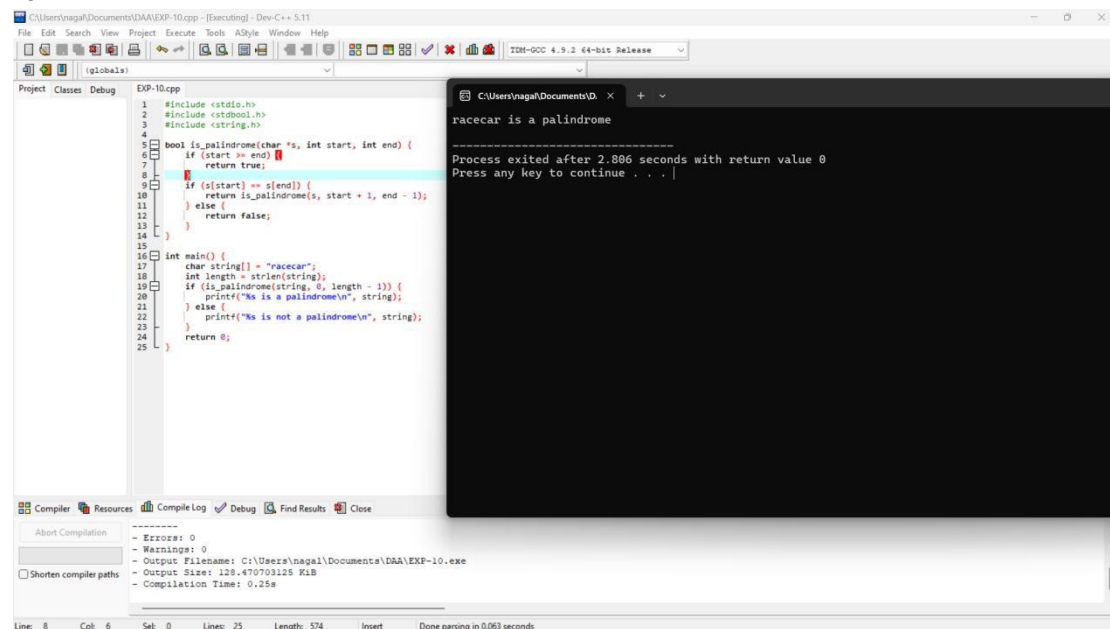 C:\Users\nagal\Documents\DAA\EXP-10.cpp - [Executing] - Dev-C++ 5.11
File Edit Search View Project Execute Tools AStyle Window Help
TDM-GCC 4.9.2 64-bit Release
(globals)
Project Classes Debug
EXP-10.cpp
1 #include <stdio.h>
2 #include <stdbool.h>
3 #include <string.h>
4
5 bool is_palindrome(char *s, int start, int end) {
6 if (start >= end) {
7 return true;
8 }
9 if (s[start] == s[end]) {
10 return is_palindrome(s, start + 1, end - 1);
11 } else {
12 return false;
13 }
14 }
15
16 int main() {
17 char string[] = "racecar";
18 int length = strlen(string);
19 if (is_palindrome(string, 0, length - 1)) {
20 printf("%s is a palindrome\n", string);
21 } else {
22 printf("%s is not a palindrome\n", string);
23 }
24 return 0;
25 }
C:\Users\nagal\Documents\D.
racecar is a palindrome
--------------------------------
Process exited after 2.806 seconds with return value 0
Press any key to continue . . .
Compiler Resources Compile Log Debug Find Results Close
Abort Compilation
Shorten compiler paths
--------
- Errors: 0
- Warnings: 0
- Output Filename: C:\Users\nagal\Documents\DAA\EXP-10.exe
- Output Size: 128.470703125 KiB
- Compilation Time: 0.25s
Line: 8 Col: 6 Sel: 0 Lines: 25 Length: 574 Insert Done parsing in 0.063 seconds